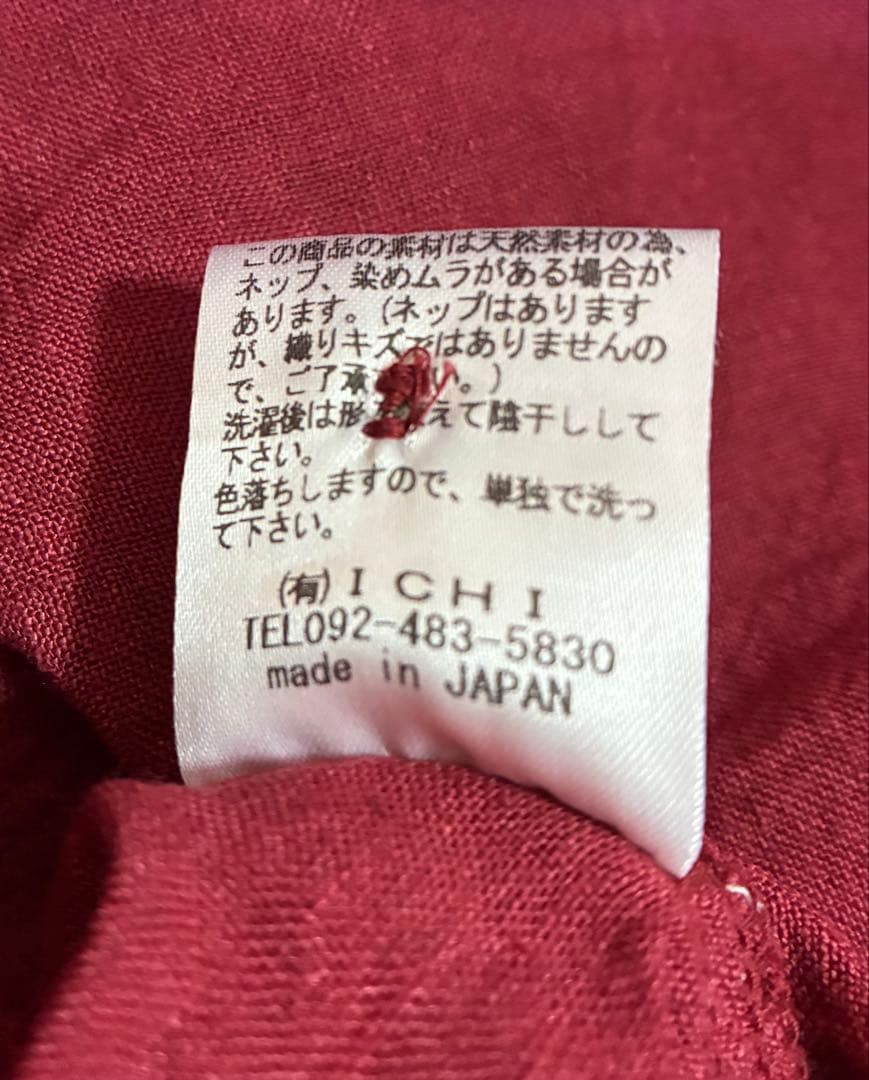 この商品の素材は天然素材の為、
ネップ、染めムラがある場合が
あります。(ネップはあります
が、織りキズではありませんの
で、ご了承い。)
洗濯後は形えて陰干しして
下さい。
色落ちしますので、単独で洗っ
て下さい。
(有)ICHI
TEL092-483-5830
made in JAPAN